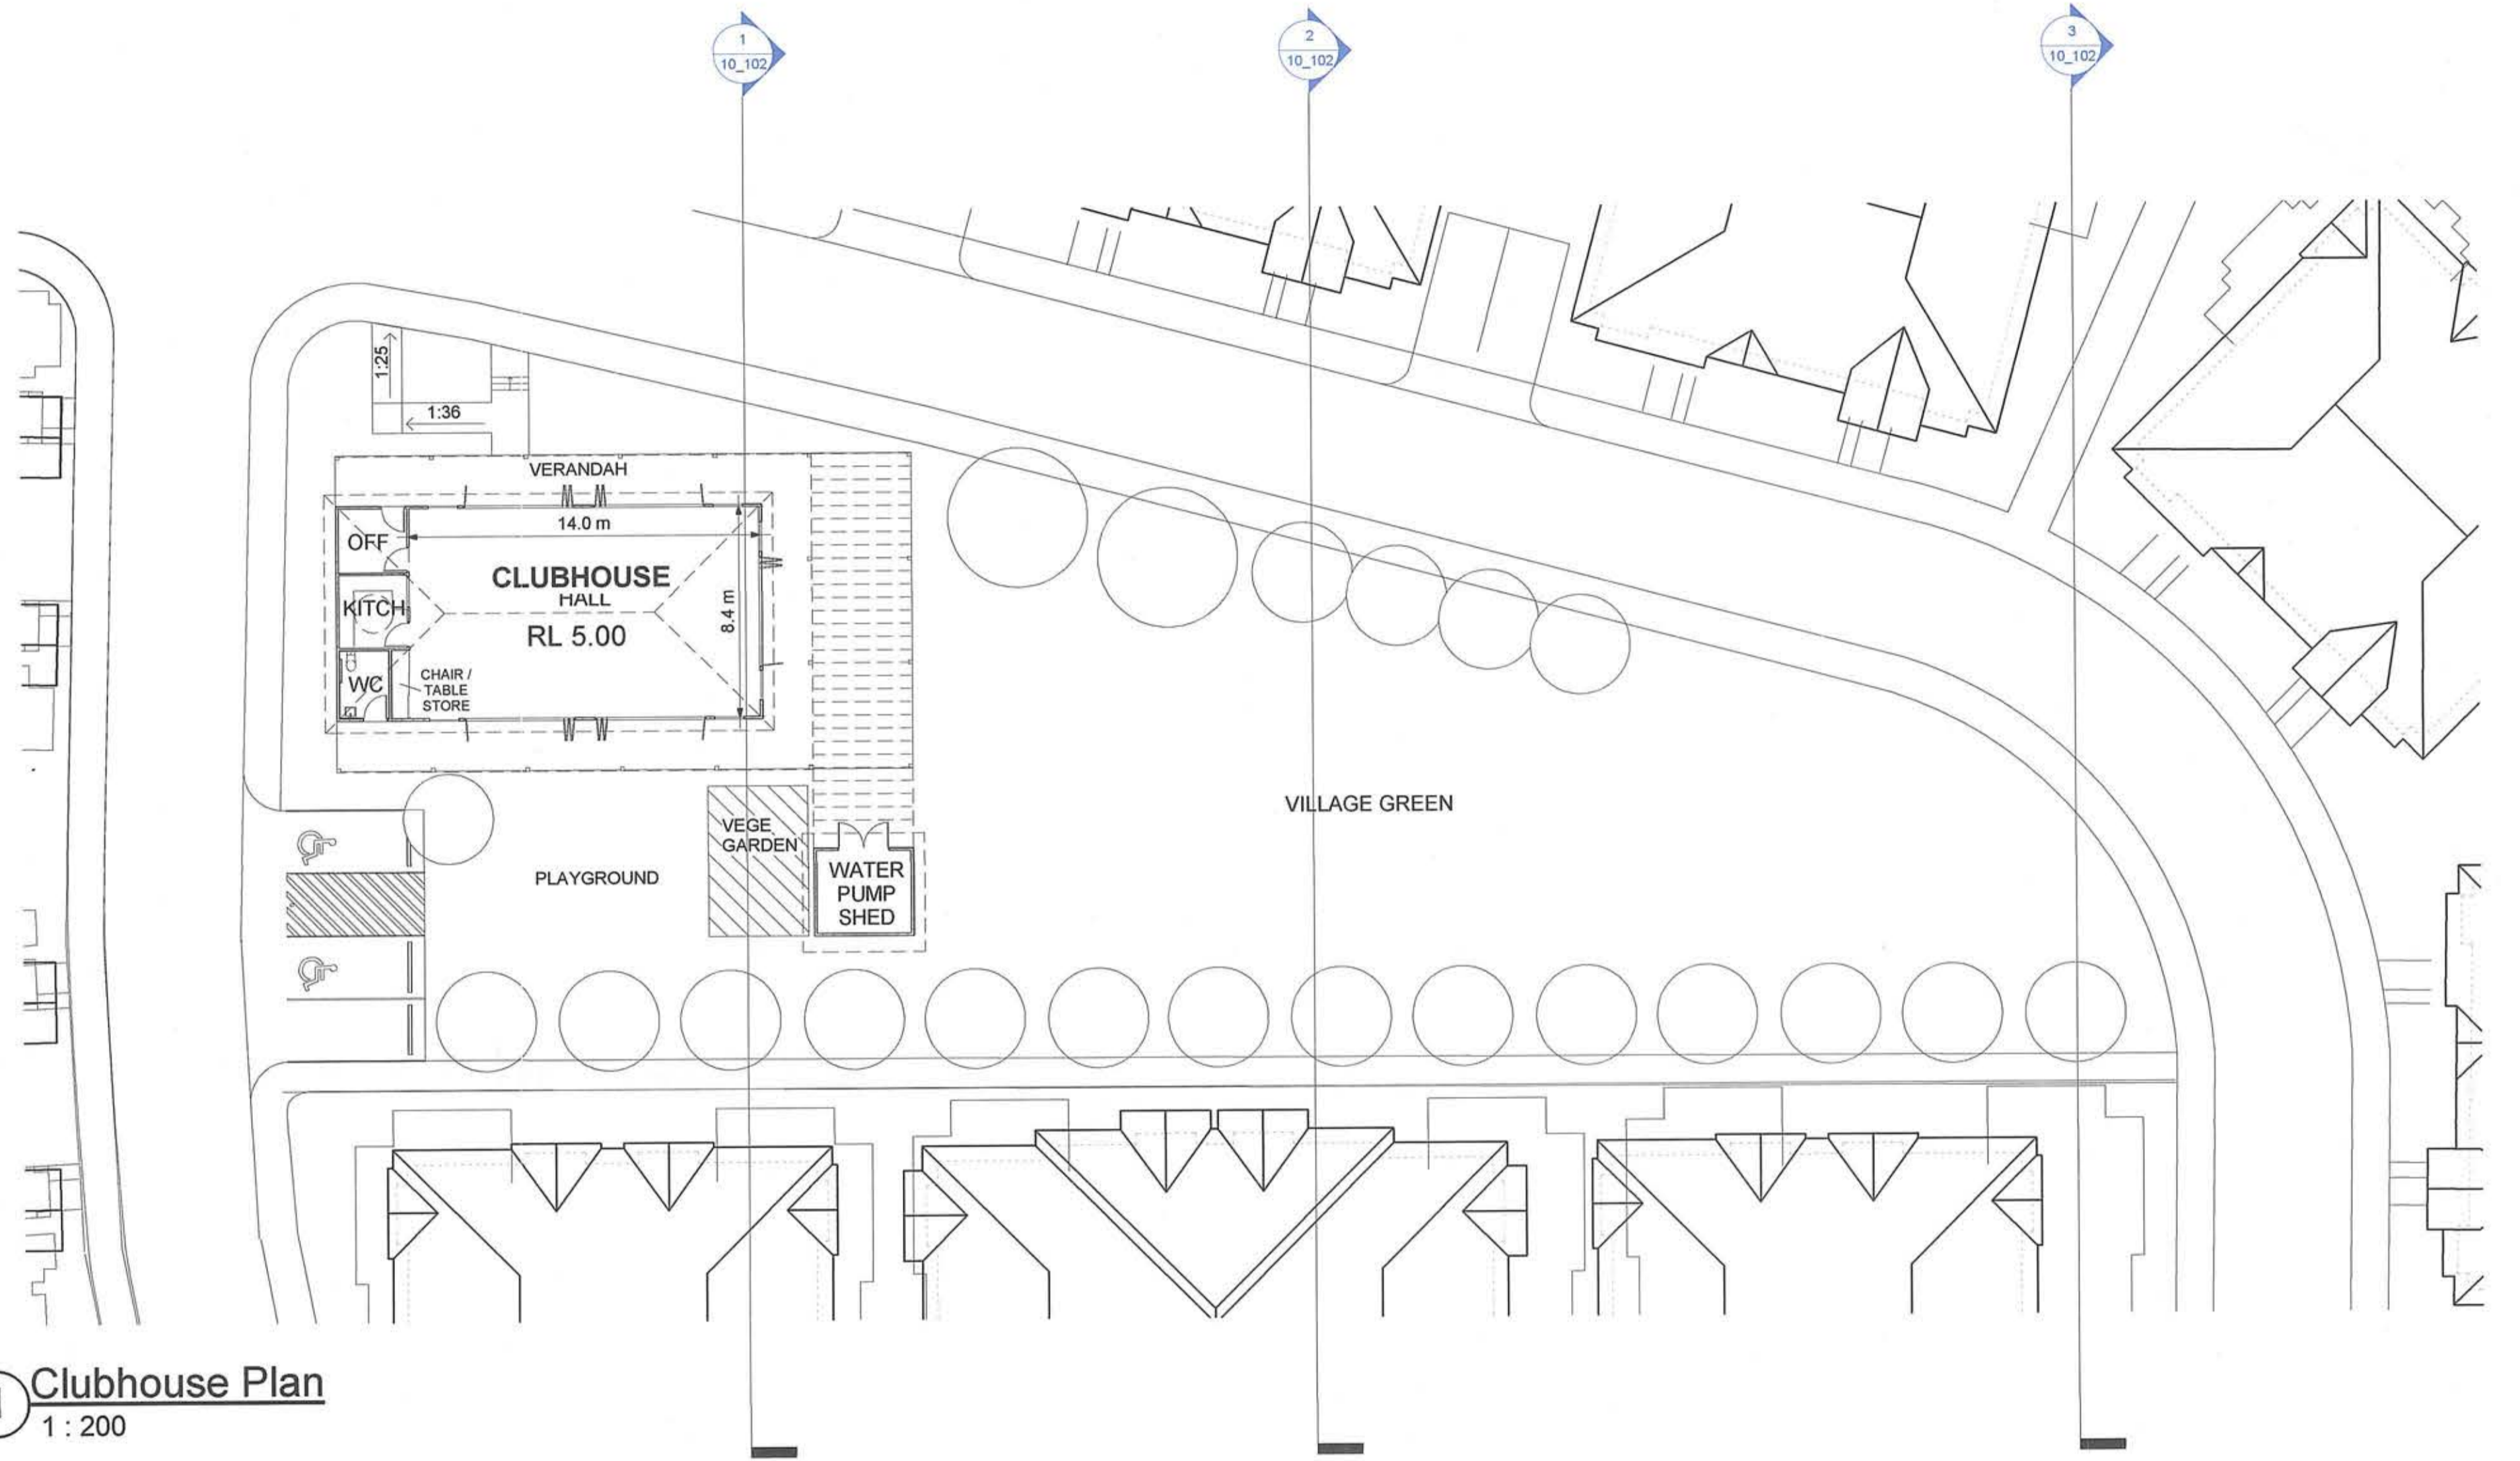 1
10_102
2
10_102
3
10_102
1:25
1:36
VERANDAH
14.0 m
OFF
CLUBHOUSE
HALL
KITCH
8.4 m
RL 5.00
WC
CHAIR /
TABLE
STORE
VILLAGE GREEN
VEGE
GARDEN
PLAYGROUND
WATER
PUMP
SHED
1
Clubhouse Plan
1 : 200